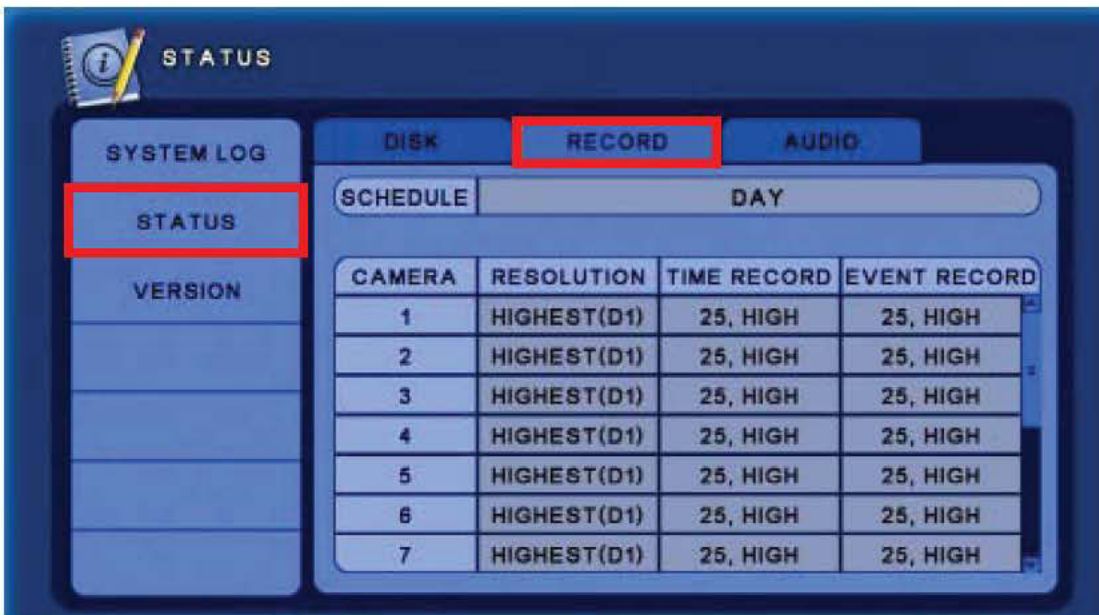 STATUS
SYSTEM LOG
STATUS
VERSION
DISK RECORD AUDIO
SCHEDULE DAY
CAMERA RESOLUTION TIME RECORD EVENT RECORD
1 HIGHEST(D1) 25, HIGH 25, HIGH
2 HIGHEST(D1) 25, HIGH 25, HIGH
3 HIGHEST(D1) 25, HIGH 25, HIGH
4 HIGHEST(D1) 25, HIGH 25, HIGH
5 HIGHEST(D1) 25, HIGH 25, HIGH
6 HIGHEST(D1) 25, HIGH 25, HIGH
7 HIGHEST(D1) 25, HIGH 25, HIGH